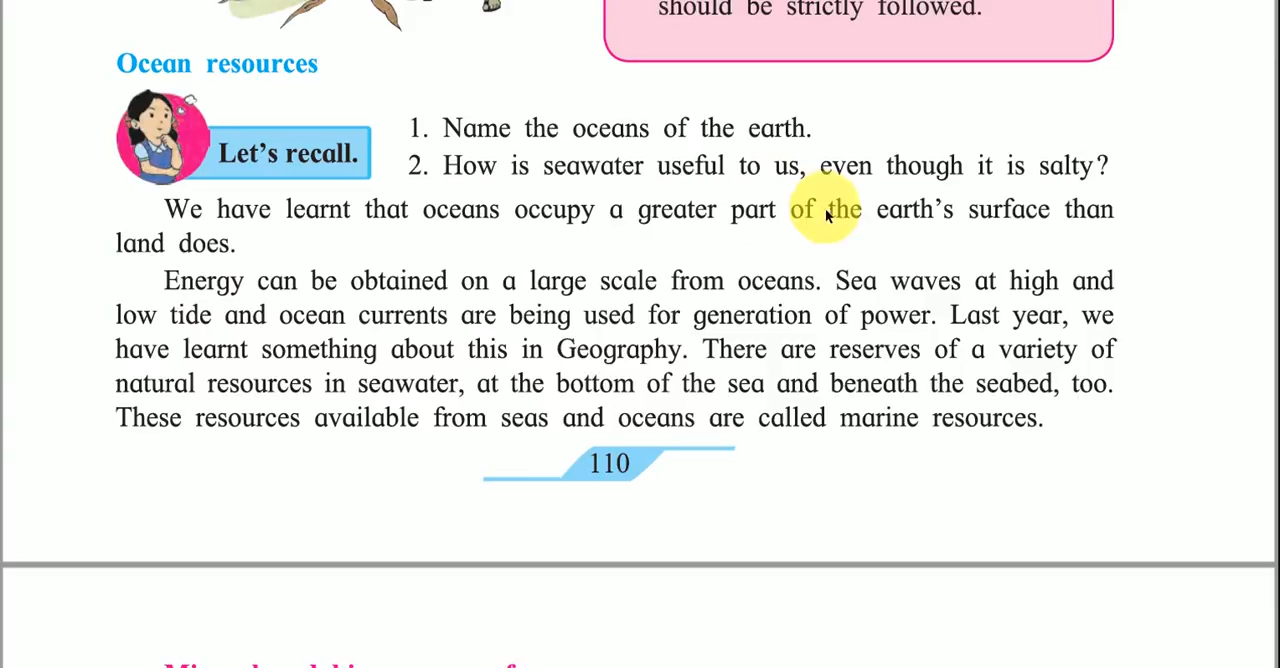 should be strictly followed.
Ocean resources
Let's recall.
1. Name the oceans of the earth.
2. How is seawater useful to us, even though it is salty?
We have learnt that oceans occupy a greater part of the earth's surface than
land does.
Energy can be obtained on a large scale from oceans. Sea waves at high and
low tide and ocean currents are being used for generation of power. Last year, we
have learnt something about this in Geography. There are reserves of a variety of
natural resources in seawater, at the bottom of the sea and beneath the seabed, too.
These resources available from seas and oceans are called marine resources.
110